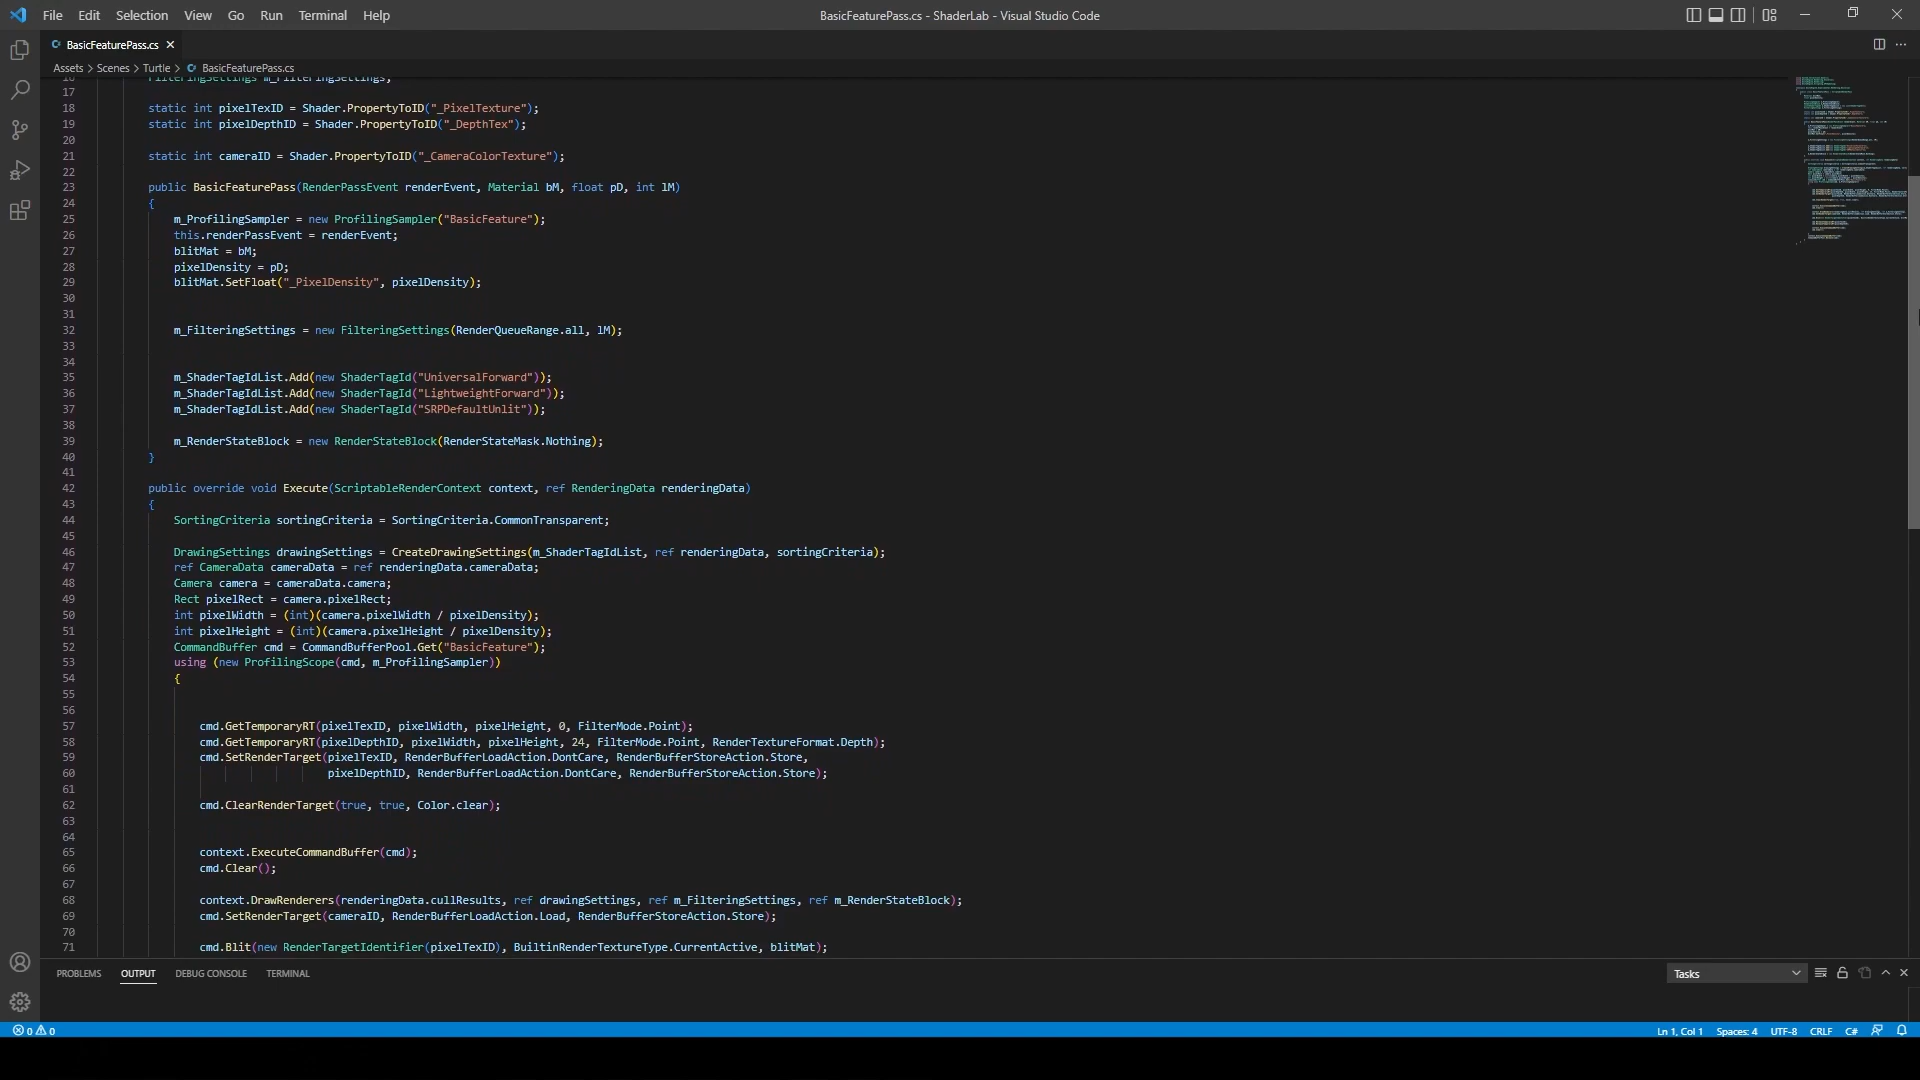 File Edit Selection View Go Run Terminal Help
BasicFeaturePass.cs - ShaderLab - Visual Studio Code
BasicFeaturePass.cs
Assets > Scenes > Turtle > BasicFeaturePass.cs
16 FilteringSettings m_FilteringSettings;
17
18 static int pixelTexID = Shader.PropertyToID("_PixelTexture");
19 static int pixelDepthID = Shader.PropertyToID("_DepthTex");
20
21 static int cameraID = Shader.PropertyToID("_CameraColorTexture");
22
23 public BasicFeaturePass(RenderPassEvent renderEvent, Material bM, float pD, int lM)
24 {
25 m_ProfilingSampler = new ProfilingSampler("BasicFeature");
26 this.renderPassEvent = renderEvent;
27 blitMat = bM;
28 pixelDensity = pD;
29 blitMat.SetFloat("_PixelDensity", pixelDensity);
30
31
32 m_FilteringSettings = new FilteringSettings(RenderQueueRange.all, lM);
33
34
35 m_ShaderTagIdList.Add(new ShaderTagId("UniversalForward"));
36 m_ShaderTagIdList.Add(new ShaderTagId("LightweightForward"));
37 m_ShaderTagIdList.Add(new ShaderTagId("SRPDefaultUnlit"));
38
39 m_RenderStateBlock = new RenderStateBlock(RenderStateMask.Nothing);
40 }
41
42 public override void Execute(ScriptableRenderContext context, ref RenderingData renderingData)
43 {
44 SortingCriteria sortingCriteria = SortingCriteria.CommonTransparent;
45
46 DrawingSettings drawingSettings = CreateDrawingSettings(m_ShaderTagIdList, ref renderingData, sortingCriteria);
47 ref CameraData cameraData = ref renderingData.cameraData;
48 Camera camera = cameraData.camera;
49 Rect pixelRect = camera.pixelRect;
50 int pixelWidth = (int)(camera.pixelWidth / pixelDensity);
51 int pixelHeight = (int)(camera.pixelHeight / pixelDensity);
52 CommandBuffer cmd = CommandBufferPool.Get("BasicFeature");
53 using (new ProfilingScope(cmd, m_ProfilingSampler))
54 {
55
56
57 cmd.GetTemporaryRT(pixelTexID, pixelWidth, pixelHeight, 0, FilterMode.Point);
58 cmd.GetTemporaryRT(pixelDepthID, pixelWidth, pixelHeight, 24, FilterMode.Point, RenderTextureFormat.Depth);
59 cmd.SetRenderTarget(pixelTexID, RenderBufferLoadAction.DontCare, RenderBufferStoreAction.Store,
60 pixelDepthID, RenderBufferLoadAction.DontCare, RenderBufferStoreAction.Store);
61
62 cmd.ClearRenderTarget(true, true, Color.clear);
63
64
65 context.ExecuteCommandBuffer(cmd);
66 cmd.Clear();
67
68 context.DrawRenderers(renderingData.cullResults, ref drawingSettings, ref m_FilteringSettings, ref m_RenderStateBlock);
69 cmd.SetRenderTarget(cameraID, RenderBufferLoadAction.Load, RenderBufferStoreAction.Store);
70
71 cmd.Blit(new RenderTargetIdentifier(pixelTexID), BuiltinRenderTextureType.CurrentActive, blitMat);
PROBLEMS OUTPUT DEBUG CONSOLE TERMINAL
Tasks
0 0
Ln 1, Col 1 Spaces: 4 UTF-8 CRLF C#